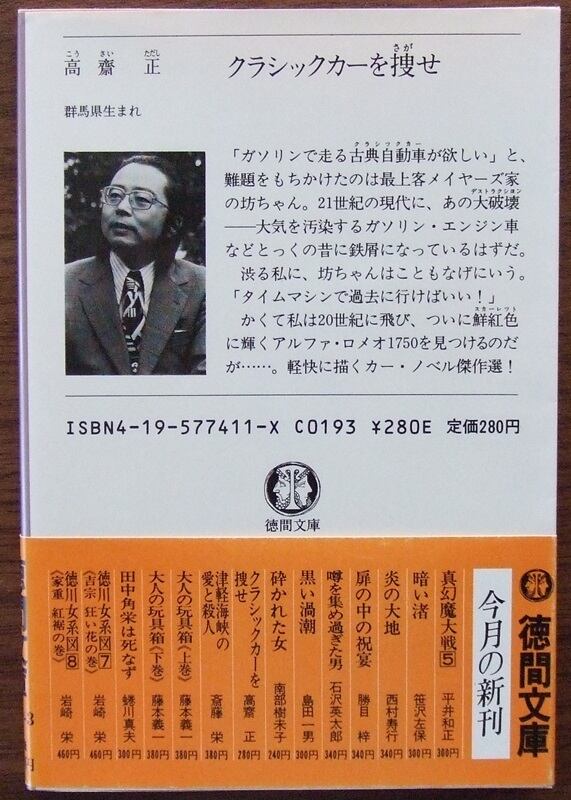 高齋 正
こう さい ただし
クラシックカーを捜せ
さが
群馬県生まれ
「ガソリンで走る古典自動車が欲しい」と、
クラシックカー
難題をもちかけたのは最上客メイヤーズ家
の坊ちゃん。21世紀の現代に、あの大破壊
デストラクション
——大気を汚染するガソリン・エンジン車
などとっくの昔に鉄屑になっているはずだ。
渋る私に、坊ちゃんはこともなげにいう。
「タイムマシンで過去に行けばいい！」
かくて私は20世紀に飛び、ついに鮮紅色
スカーレット
に輝くアルファ・ロメオ1750を見つけるのだ
が……。軽快に描くカー・ノベル傑作選！
ISBN4-19-577411-X C0193 ¥280E 定価280円
徳間文庫
徳間文庫
今月の新刊
真幻魔大戦5 平井和正 300円
暗い渚 笹沢左保 300円
炎の大地 西村寿行 340円
扉の中の祝宴 勝目 梓 340円
噂を集め過ぎた男 石沢英太郎 340円
黒い渦潮 島田一男 300円
砕かれた女 南部樹未子 240円
クラシックカーを捜せ 高齋 正 280円
津軽海峡の愛と殺人 斎藤 栄 380円
大人の玩具箱《上巻》 藤本義一 380円
大人の玩具箱《下巻》 藤本義一 380円
田中角栄は死なず 蜷川真夫 300円
徳川女系図7《吉宗 狂い花の巻》 岩崎 栄 460円
徳川女系図8《家重 紅裾の巻》 岩崎 栄 460円